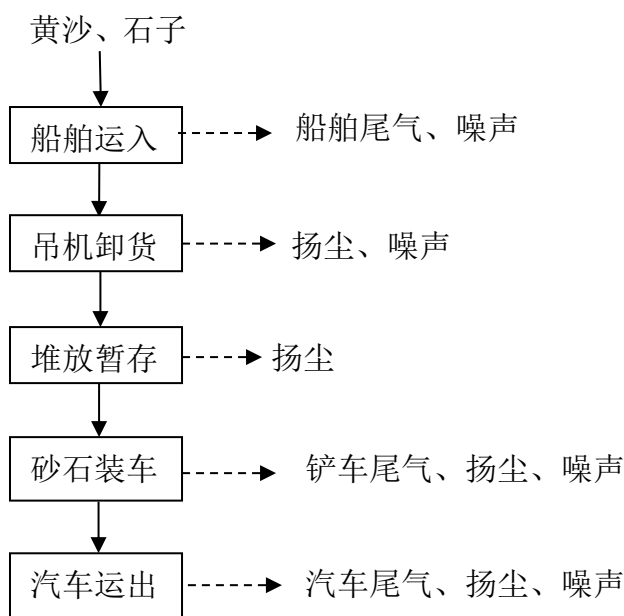 黄沙、石子
船舶运入 船舶尾气、噪声
吊机卸货 扬尘、噪声
堆放暂存 扬尘
砂石装车 铲车尾气、扬尘、噪声
汽车运出 汽车尾气、扬尘、噪声